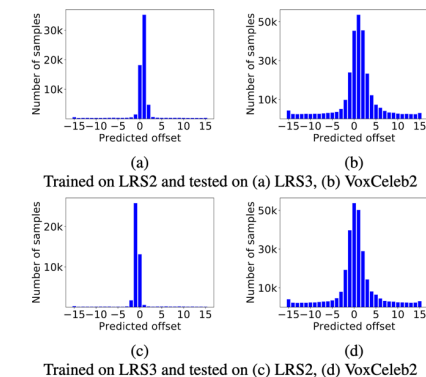 30k
20k
10k
Number of samples
−15−10−5 0 5 10 15
Predicted offset
(a)
50k
30k
10k
Number of samples
−15−10−5 0 5 10 15
Predicted offset
(b)
Trained on LRS2 and tested on (a) LRS3, (b) VoxCeleb2
20k
10k
Number of samples
−15−10−5 0 5 10 15
Predicted offset
(c)
50k
30k
10k
Number of samples
−15−10−5 0 5 10 15
Predicted offset
(d)
Trained on LRS3 and tested on (c) LRS2, (d) VoxCeleb2